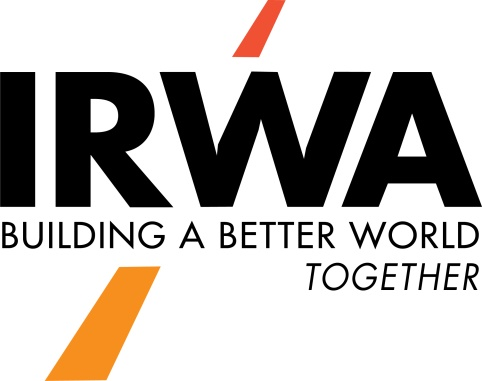 IRWA
BUILDING A BETTER WORLD
TOGETHER